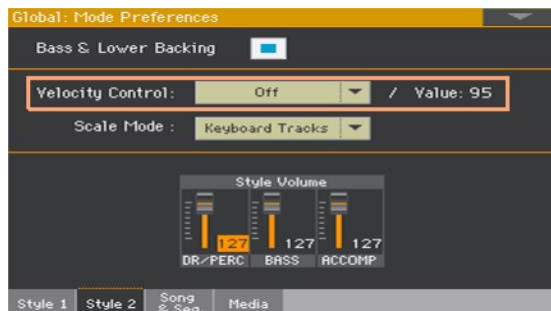 Global: Mode Preferences
Bass & Lower Backing
Velocity Control: Off / Value: 95
Scale Mode : Keyboard Tracks
Style Volume
127 127 127
DR/PERC BASS ACCOMP
Style 1 Style 2 Song & Seq. Media